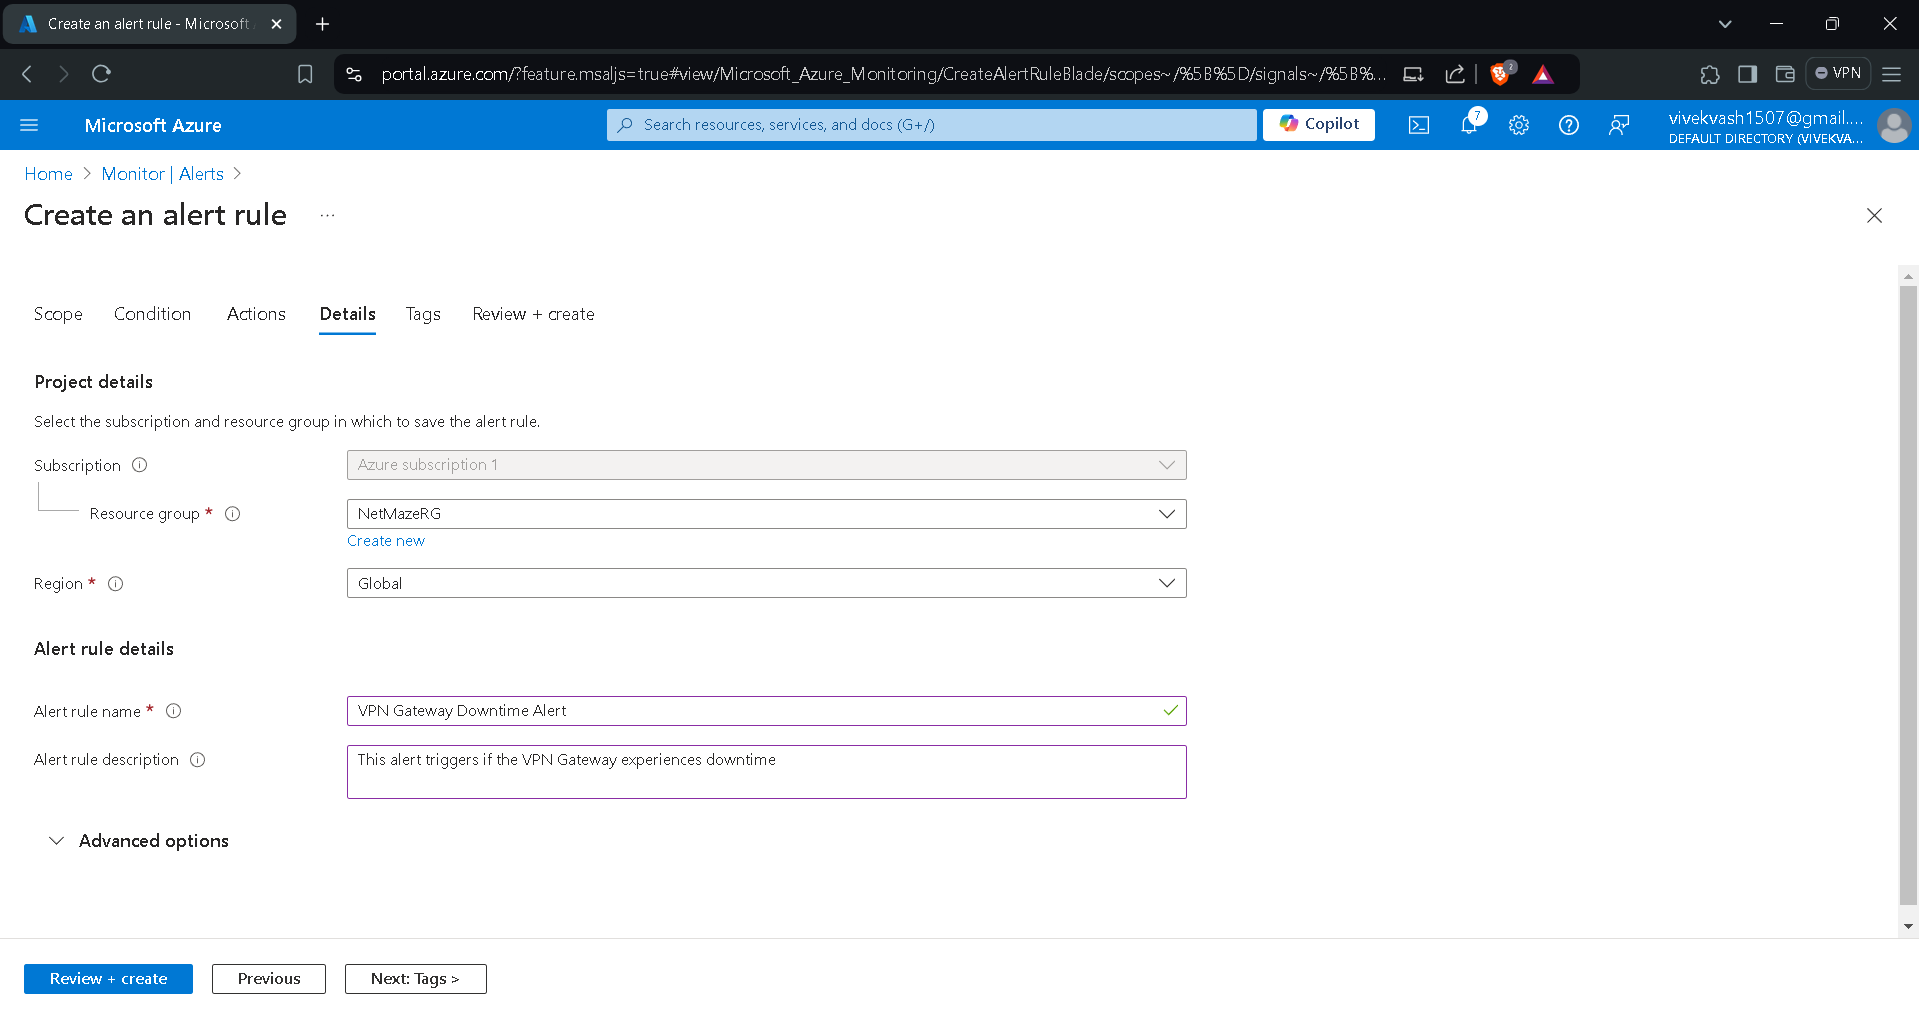 Create an alert rule - Microsoft
portal.azure.com/?feature.msaljs=true#view/Microsoft_Azure_Monitoring/CreateAlertRuleBlade/scopes~/%5B%5D/signals~/%5B%...
2
VPN
Microsoft Azure
Search resources, services, and docs (G+/)
Copilot
7
vivekvash1507@gmail....
DEFAULT DIRECTORY (VIVEKVA...
Home > Monitor | Alerts >
Create an alert rule ...
Scope Condition Actions Details Tags Review + create
Project details
Select the subscription and resource group in which to save the alert rule.
Subscription
Azure subscription 1
Resource group *
NetMazeRG
Create new
Region *
Global
Alert rule details
Alert rule name *
VPN Gateway Downtime Alert
Alert rule description
This alert triggers if the VPN Gateway experiences downtime
Advanced options
Review + create Previous Next: Tags >